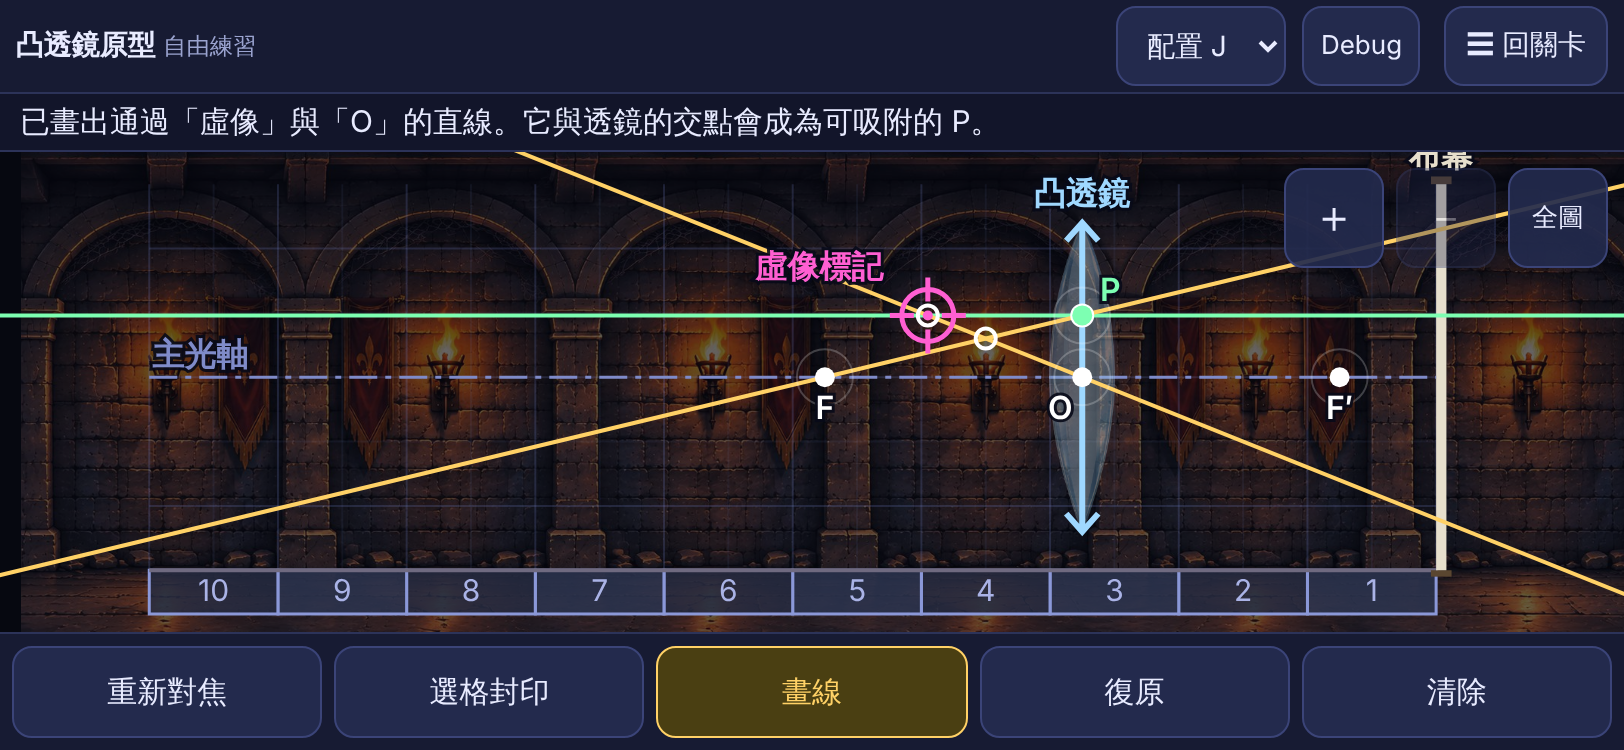 凸透鏡原型 自由練習
配置 J
Debug
☰ 回關卡
已畫出通過「虛像」與「O」的直線。它與透鏡的交點會成為可吸附的 P。
布幕
凸透鏡
+
−
全圖
虛像標記
P
主光軸
F
O
F′
10 9 8 7 6 5 4 3 2 1
重新對焦
選格封印
畫線
復原
清除